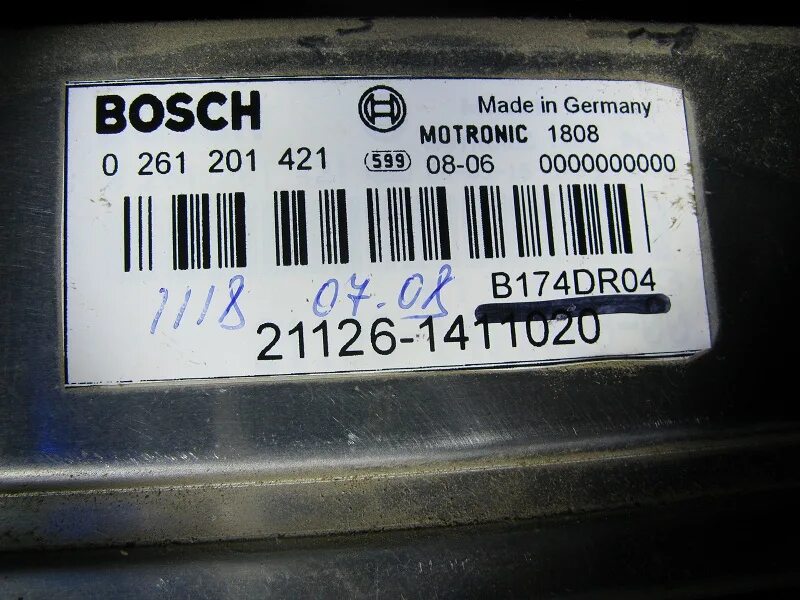 BOSCH Made in Germany
MOTRONIC 1808
0 261 201 421 599 08-06 0000000000
1118 07.08 B174DR04
21126-1411020